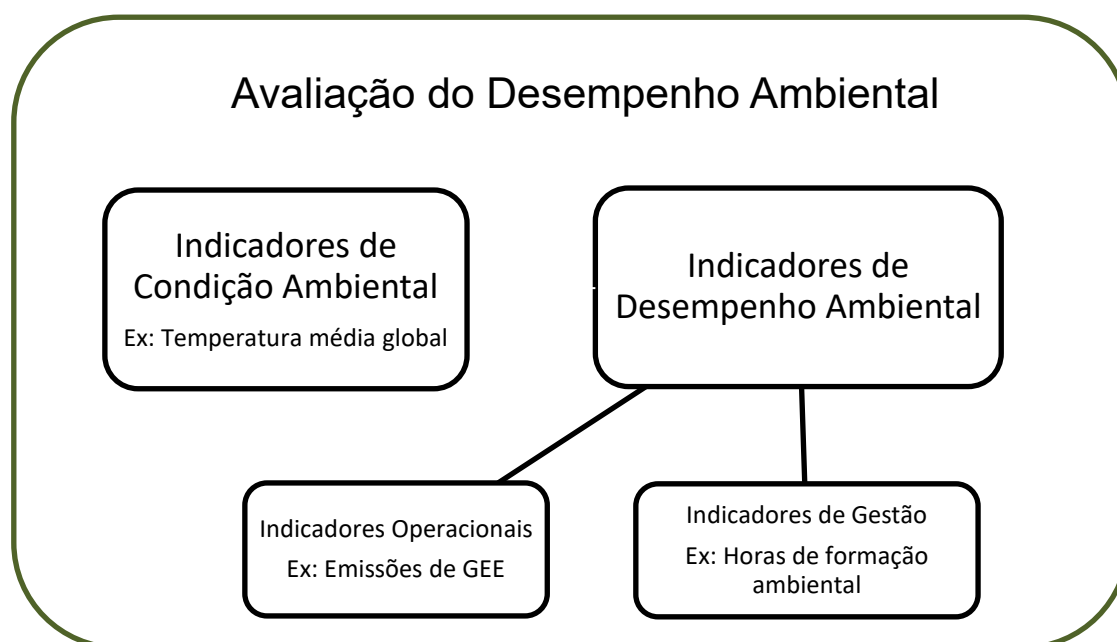 Avaliação do Desempenho Ambiental
Indicadores de
Condição Ambiental
Ex: Temperatura média global
Indicadores de
Desempenho Ambiental
Indicadores Operacionais
Ex: Emissões de GEE
Indicadores de Gestão
Ex: Horas de formação
ambiental